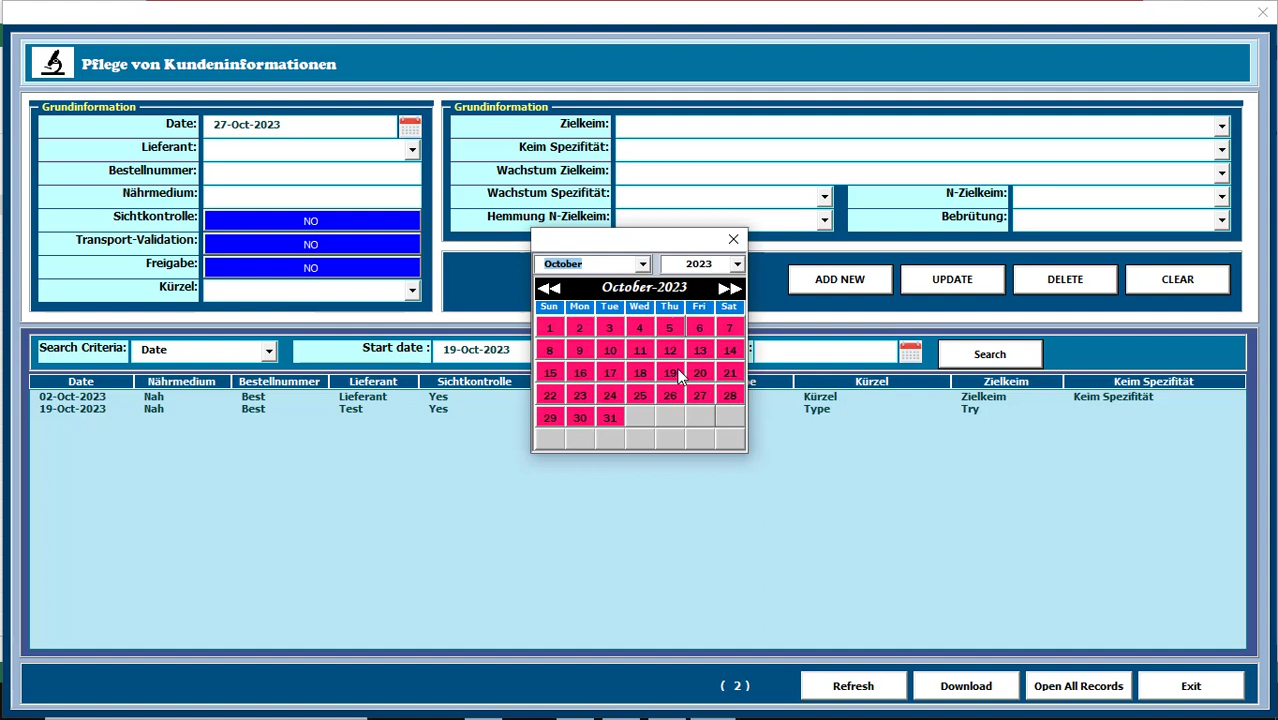 Pflege von Kundeninformationen
Grundinformation
Date: 27-Oct-2023
Lieferant:
Bestellnummer:
Nährmedium:
Sichtkontrolle: NO
Transport-Validation: NO
Freigabe: NO
Kürzel:
Grundinformation
Zielkeim:
Keim Spezifität:
Wachstum Zielkeim:
Wachstum Spezifität: N-Zielkeim:
Hemmung N-Zielkeim: Bebrütung:
ADD NEW UPDATE DELETE CLEAR
October 2023
October-2023
Sun Mon Tue Wed Thu Fri Sat
1 2 3 4 5 6 7
8 9 10 11 12 13 14
15 16 17 18 19 20 21
22 23 24 25 26 27 28
29 30 31
Search Criteria: Date Start date : 19-Oct-2023 : Search
Date Nährmedium Bestellnummer Lieferant Sichtkontrolle Kürzel Zielkeim Keim Spezifität
02-Oct-2023 Nah Best Lieferant Yes Kürzel Zielkeim Keim Spezifität
19-Oct-2023 Nah Best Test Yes Type Try
( 2 ) Refresh Download Open All Records Exit